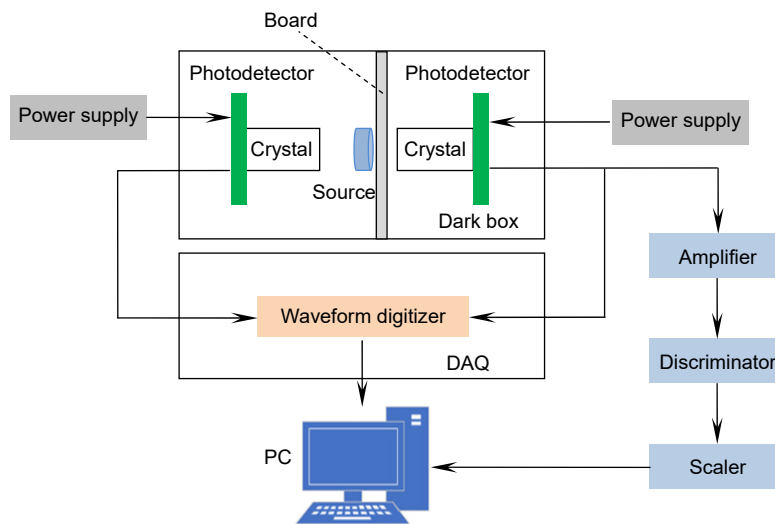 Board
Photodetector
Photodetector
Power supply
Power supply
Crystal
Crystal
Source
Dark box
Amplifier
Waveform digitizer
DAQ
Discriminator
PC
Scaler